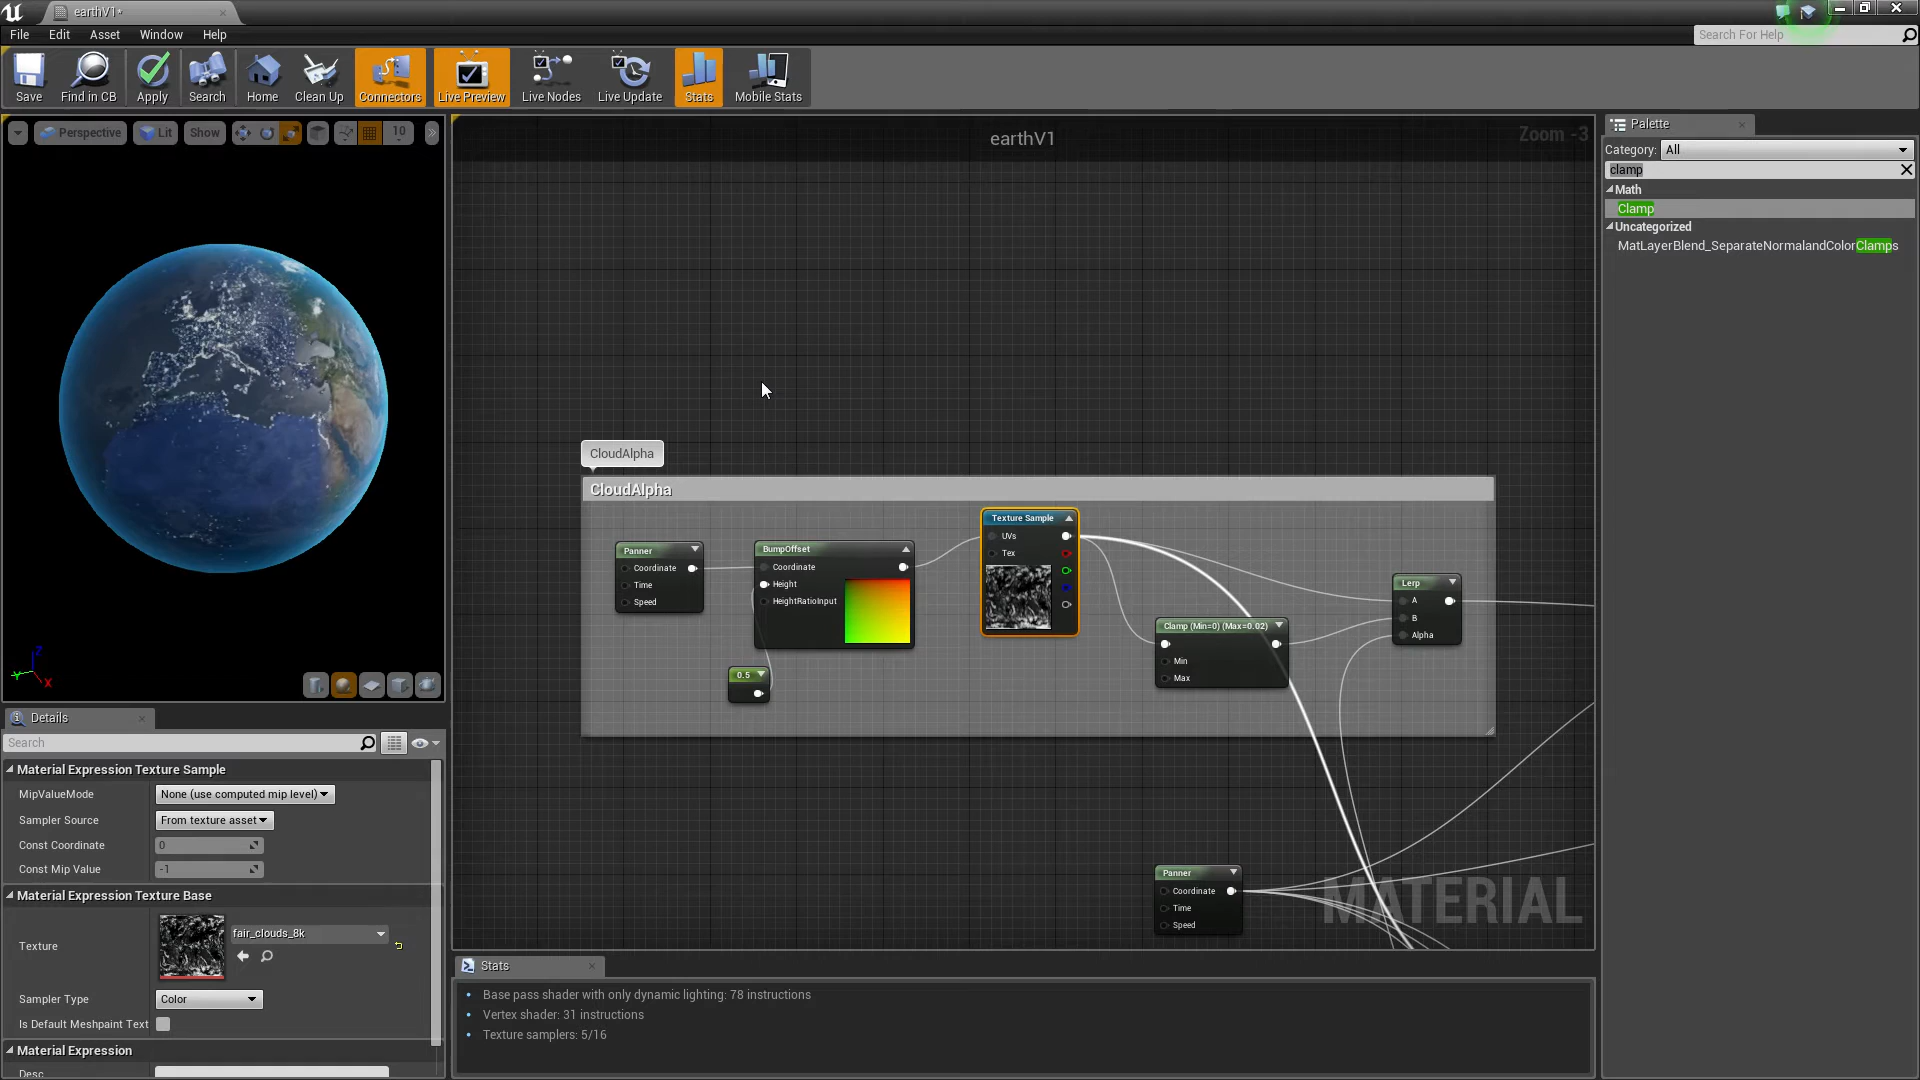 earthV1*
File Edit Asset Window Help
Search For Help
Save Find in CB Apply Search Home Clean Up Connectors Live Preview Live Nodes Live Update Stats Mobile Stats
Perspective Lit Show 10
earthV1
Zoom -3
Palette
Category: All
clamp
Math
Clamp
Uncategorized
MatLayerBlend_SeparateNormalandColorClamps
CloudAlpha
CloudAlpha
Panner
Coordinate
Time
Speed
BumpOffset
Coordinate
Height
HeightRatioInput
0.5
Texture Sample
UVs
Tex
Clamp (Min=0) (Max=0.02)
Min
Max
Lerp
A
B
Alpha
Panner
Coordinate
Time
Speed
MATERIAL
Z
Y
X
Details
Search
Material Expression Texture Sample
MipValueMode None (use computed mip level)
Sampler Source From texture asset
Const Coordinate 0
Const Mip Value -1
Material Expression Texture Base
Texture fair_clouds_8k
Sampler Type Color
Is Default Meshpaint Text
Material Expression
Desc
Stats
Base pass shader with only dynamic lighting: 78 instructions
Vertex shader: 31 instructions
Texture samplers: 5/16